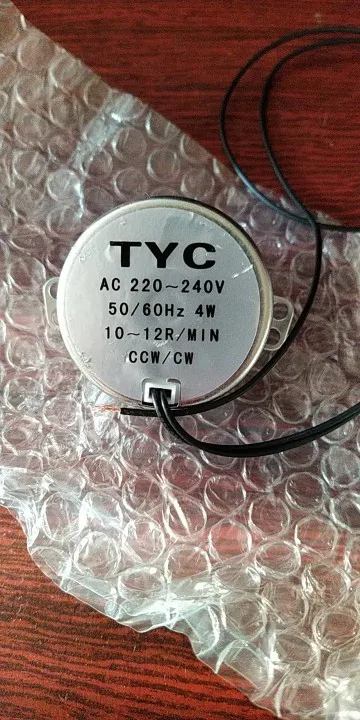 TYC
AC 220~240V
50/60Hz 4W
10~12R/MIN
CCW/CW